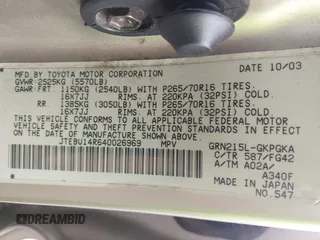 MFD. BY TOYOTA MOTOR CORPORATION DATE 10/03
GVWR 2525KG (5570LB)
GAWR FRT. 1150KG (2540LB) WITH P265/70R16 TIRES.
16X7JJ RIMS. AT 220KPA (32PSI) COLD.
RR. 1385KG (3050LB) WITH P265/70R16 TIRES.
16X7JJ RIMS. AT 220KPA (32PSI) COLD.
THIS VEHICLE CONFORMS TO ALL APPLICABLE FEDERAL MOTOR
VEHICLE SAFETY AND THEFT PREVENTION STANDARDS IN EFFECT
ON THE DATE OF MANUFACTURE SHOWN ABOVE.
JTEBU14R640026969 MPV GRN215L-GKPGKA
C/TR 587/FG42
A/TM A02A/
A340F
MADE IN JAPAN
NO.547
DREAMBID